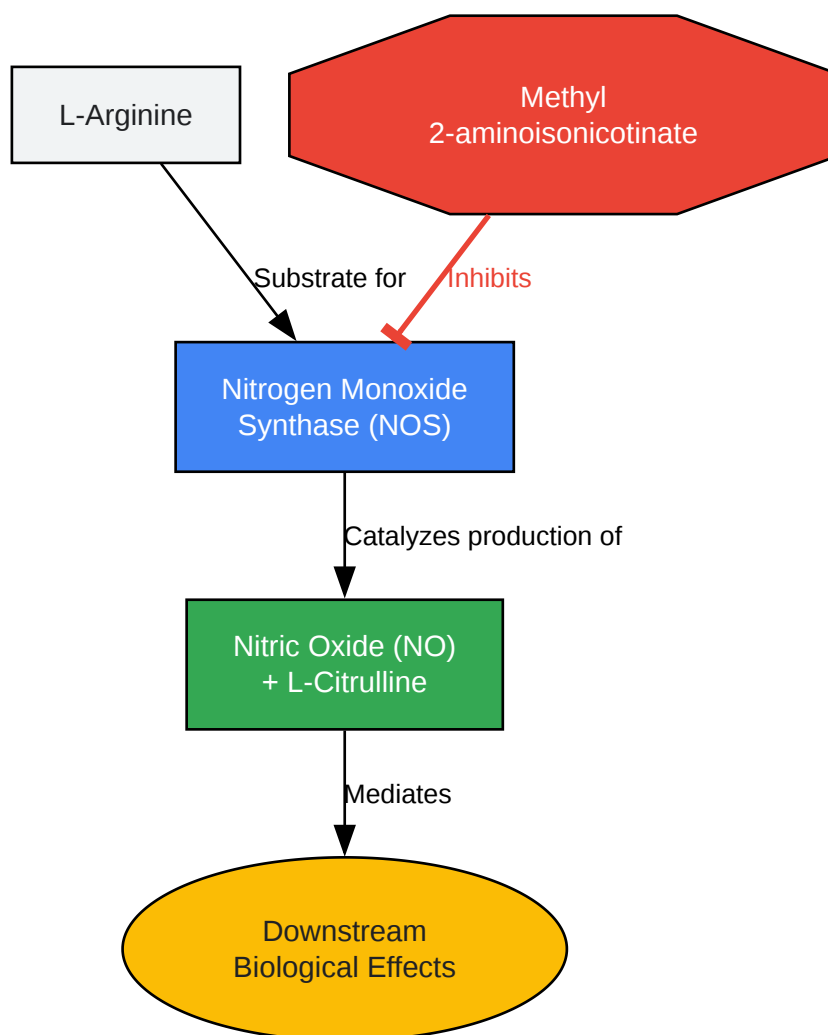 L-Arginine
Methyl
2-aminoisonicotinate
Substrate for
Inhibits
Nitrogen Monoxide
Synthase (NOS)
Catalyzes production of
Nitric Oxide (NO)
+ L-Citrulline
Mediates
Downstream
Biological Effects